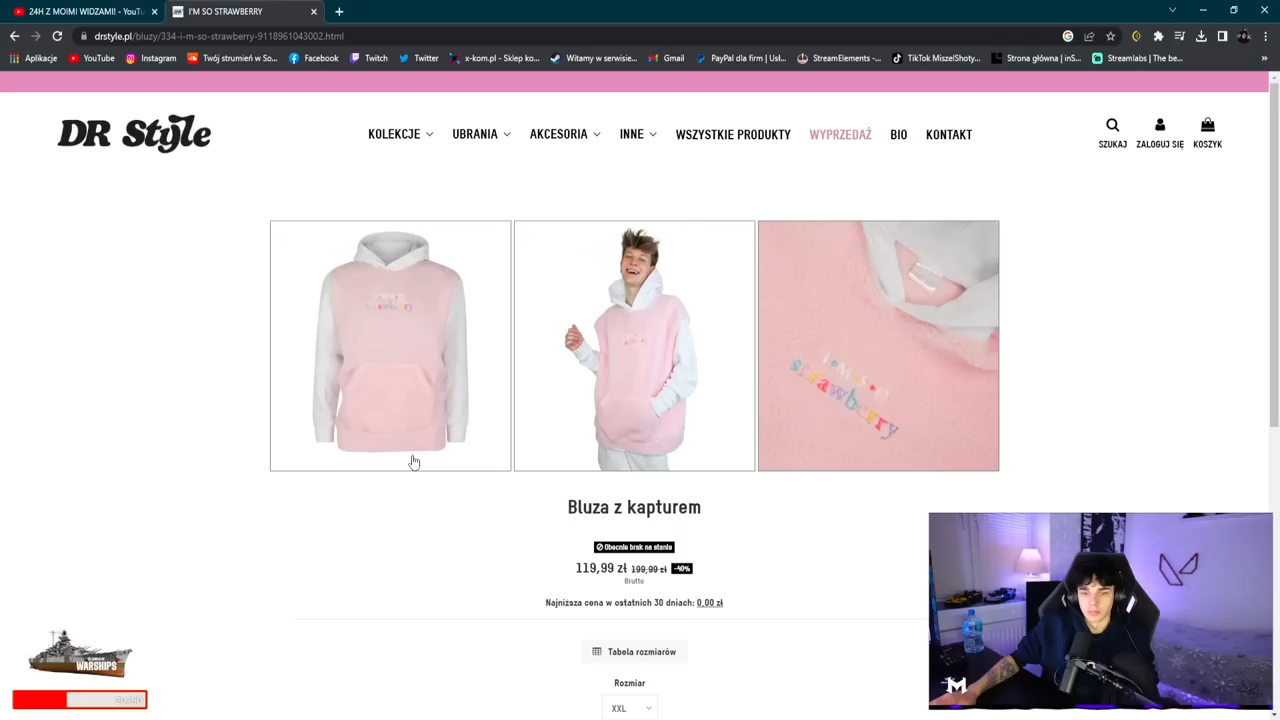 24H Z MOIMI WIDZAMI! - YouTu
I'M SO STRAWBERRY
drstyle.pl/bluzy/334-i-m-so-strawberry-9118961043002.html
Aplikacje
YouTube
Instagram
Twój strumień w So...
Facebook
Twitch
Twitter
x-kom.pl - Sklep ko...
Witamy w serwisie...
Gmail
PayPal dla firm | Usł...
StreamElements -...
TikTok MiszelShoty...
Strona główna | inS...
Streamlabs | The be...
DR Style
KOLEKCJE
UBRANIA
AKCESORIA
INNE
WSZYSTKIE PRODUKTY
WYPRZEDAŻ
BIO
KONTAKT
SZUKAJ
ZALOGUJ SIĘ
KOSZYK
I'M SO
strawberry
Bluza z kapturem
Obecnie brak na stanie
119,99 zł 199,99 zł -40%
Brutto
Najniższa cena w ostatnich 30 dniach: 0,00 zł
Tabela rozmiarów
Rozmiar
XXL
WARSHIPS
M